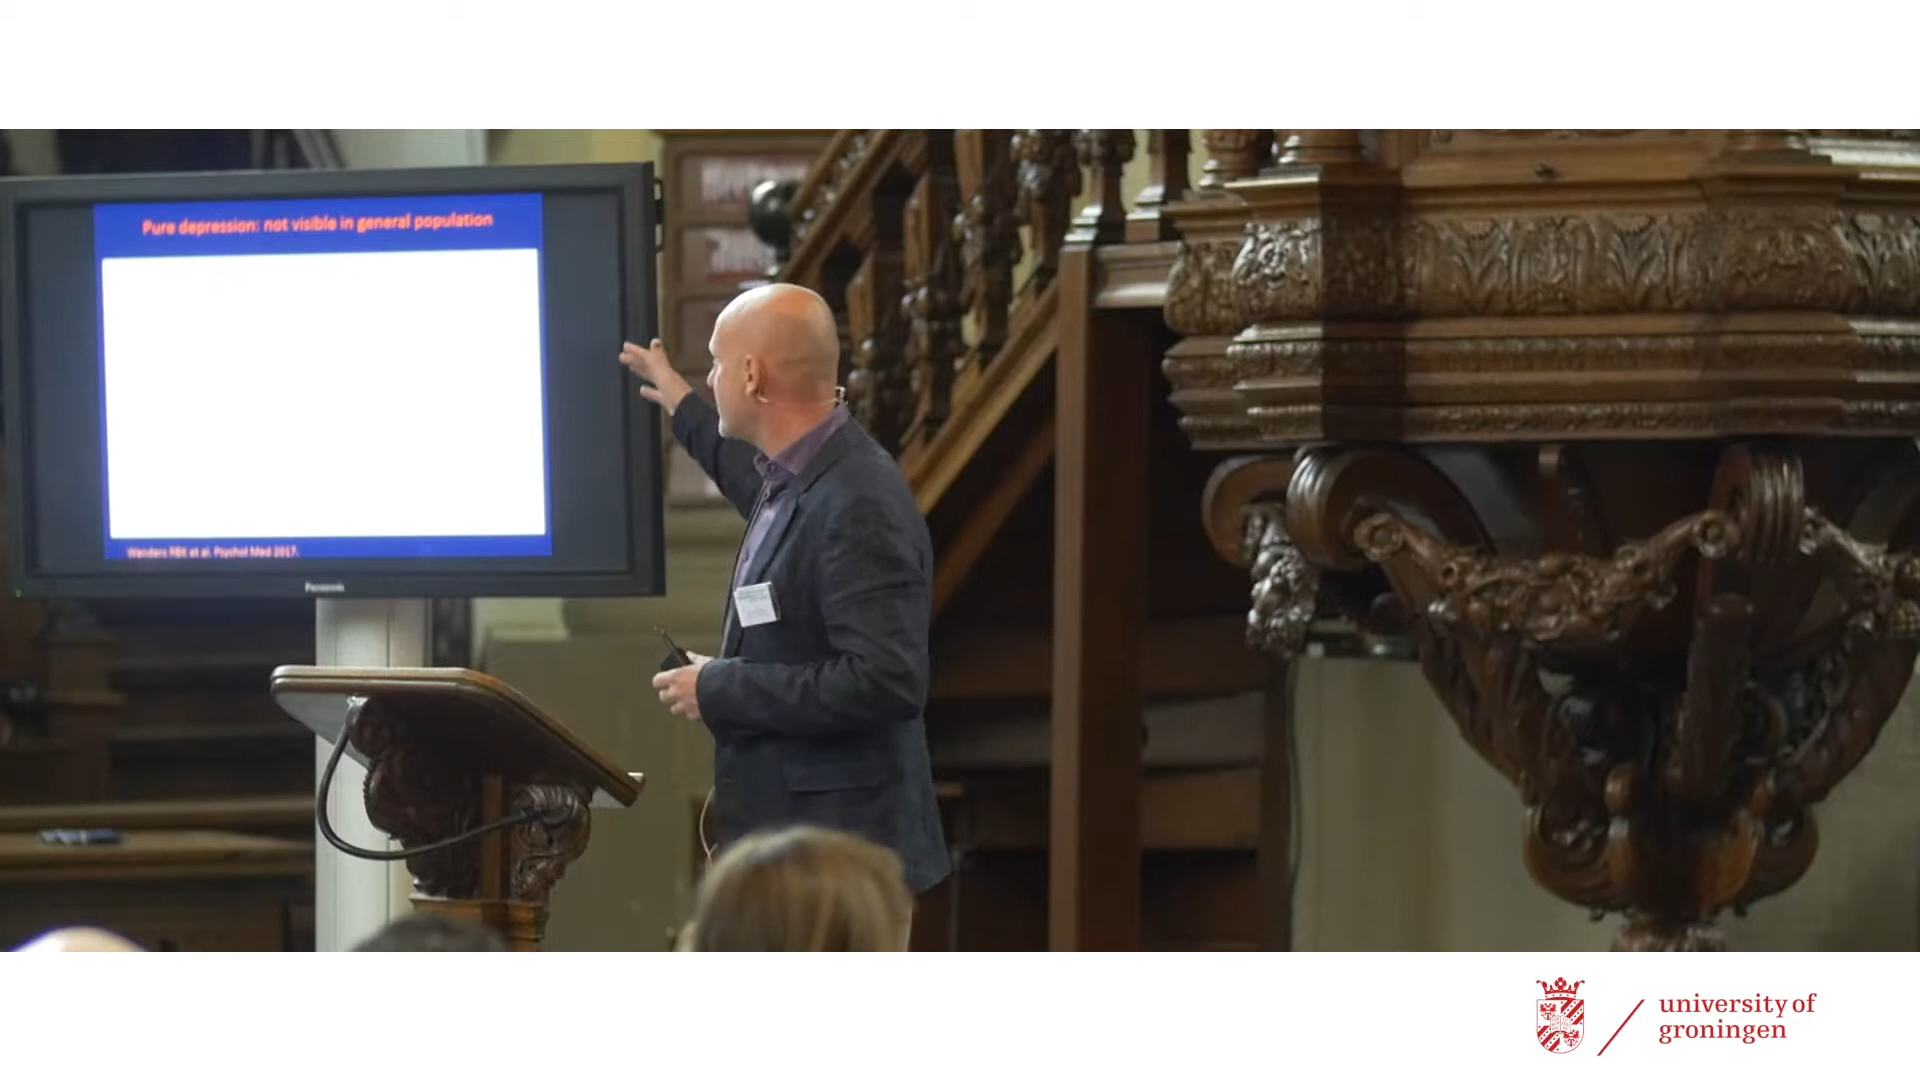 Pure depression: not visible in general population
Wanders RBK et al. Psychol Med 2017.
Panasonic
university of
groningen